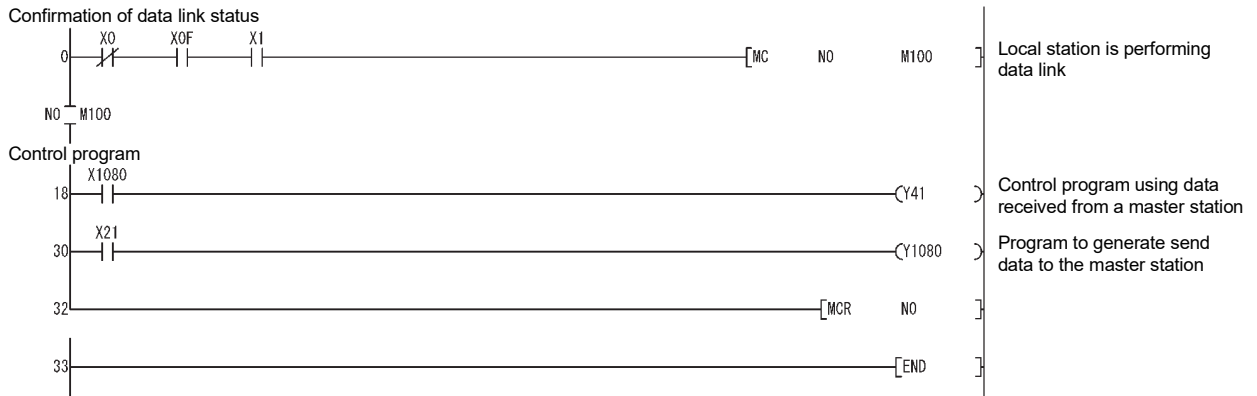 Confirmation of data link status
X0 X0F X1
0 [MC N0 M100 ] Local station is performing
data link
N0 M100
Control program
X1080
18 (Y41 ) Control program using data
received from a master station
X21
30 (Y1080 ) Program to generate send
data to the master station
32 [MCR N0 ]
33 [END ]